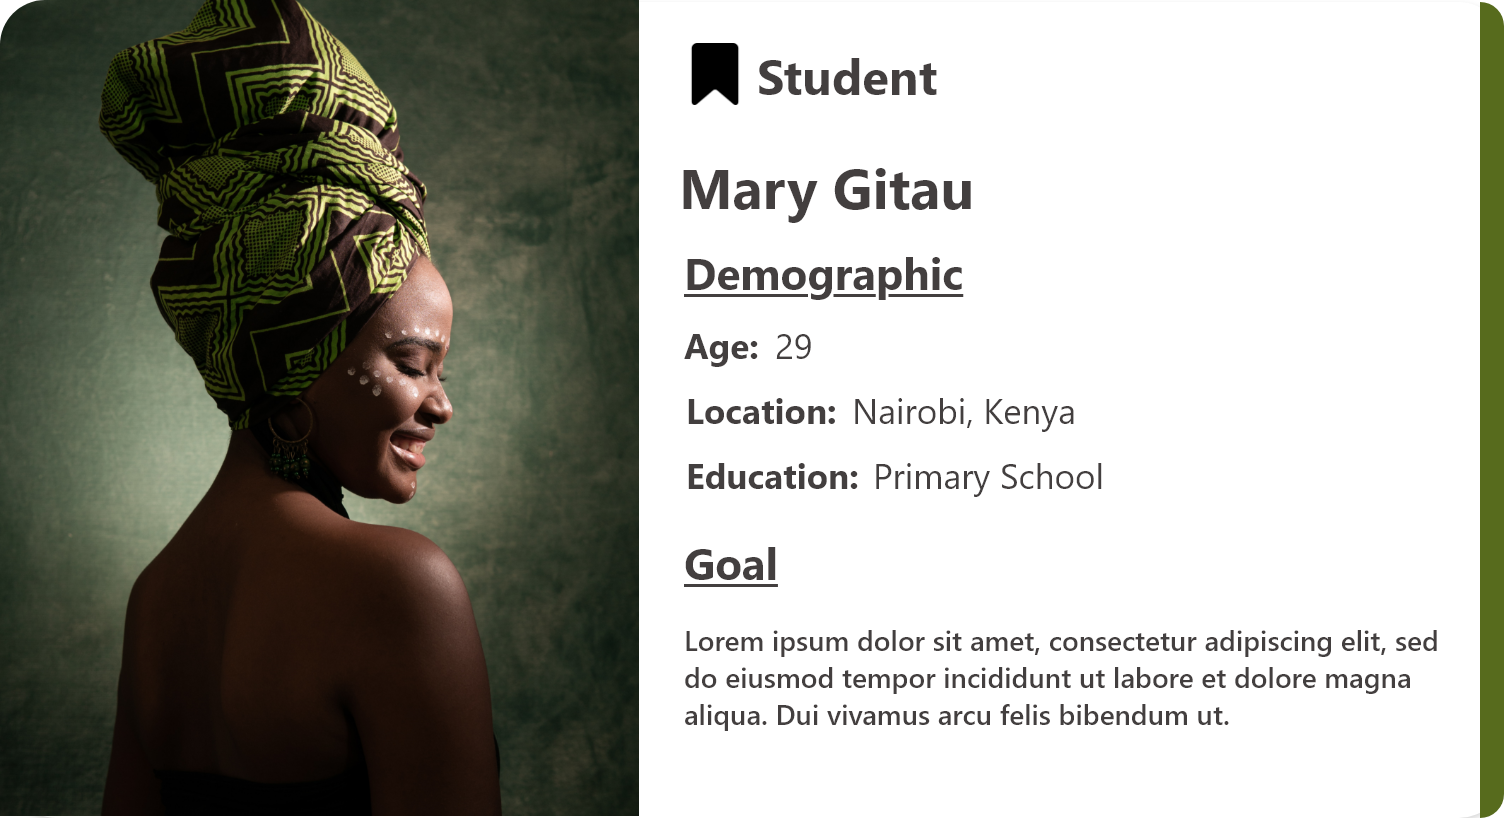 Student
Mary Gitau
Demographic
Age: 29
Location: Nairobi, Kenya
Education: Primary School
Goal
Lorem ipsum dolor sit amet, consectetur adipiscing elit, sed
do eiusmod tempor incididunt ut labore et dolore magna
aliqua. Dui vivamus arcu felis bibendum ut.